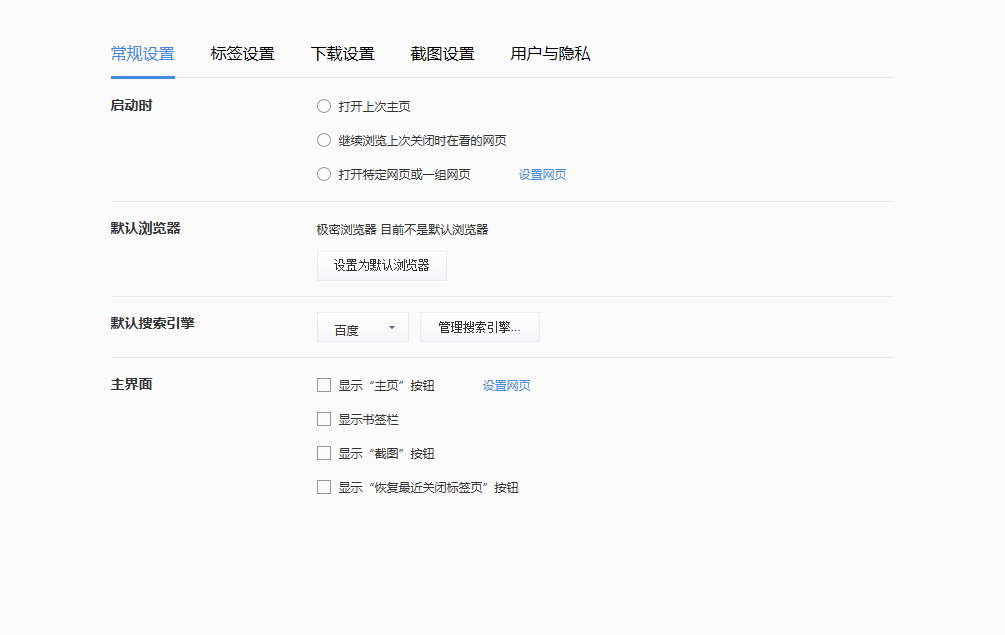 常规设置 标签设置 下载设置 截图设置 用户与隐私
启动时 打开上次主页
继续浏览上次关闭时在看的网页
打开特定网页或一组网页 设置网页
默认浏览器 极密浏览器 目前不是默认浏览器
设置为默认浏览器
默认搜索引擎 百度 管理搜索引擎...
主界面 显示“主页”按钮 设置网页
显示书签栏
显示“截图”按钮
显示“恢复最近关闭标签页”按钮